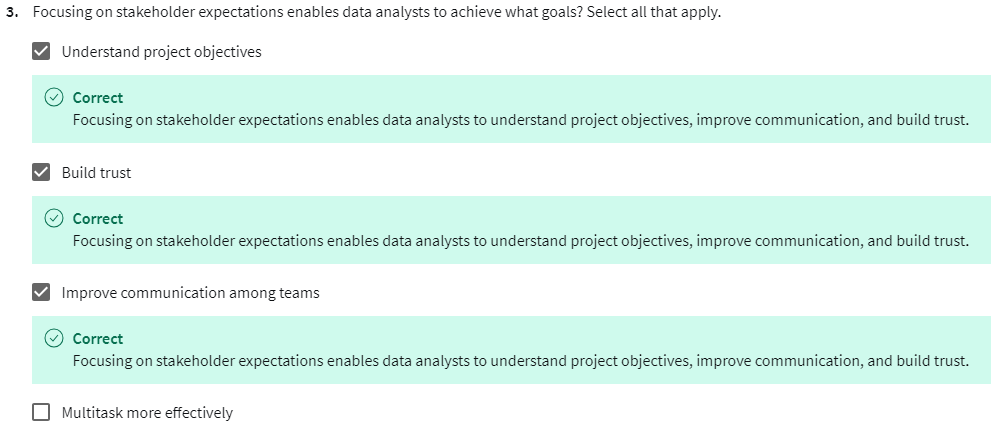 3. Focusing on stakeholder expectations enables data analysts to achieve what goals? Select all that apply.
Understand project objectives
Correct
Focusing on stakeholder expectations enables data analysts to understand project objectives, improve communication, and build trust.
Build trust
Correct
Focusing on stakeholder expectations enables data analysts to understand project objectives, improve communication, and build trust.
Improve communication among teams
Correct
Focusing on stakeholder expectations enables data analysts to understand project objectives, improve communication, and build trust.
Multitask more effectively